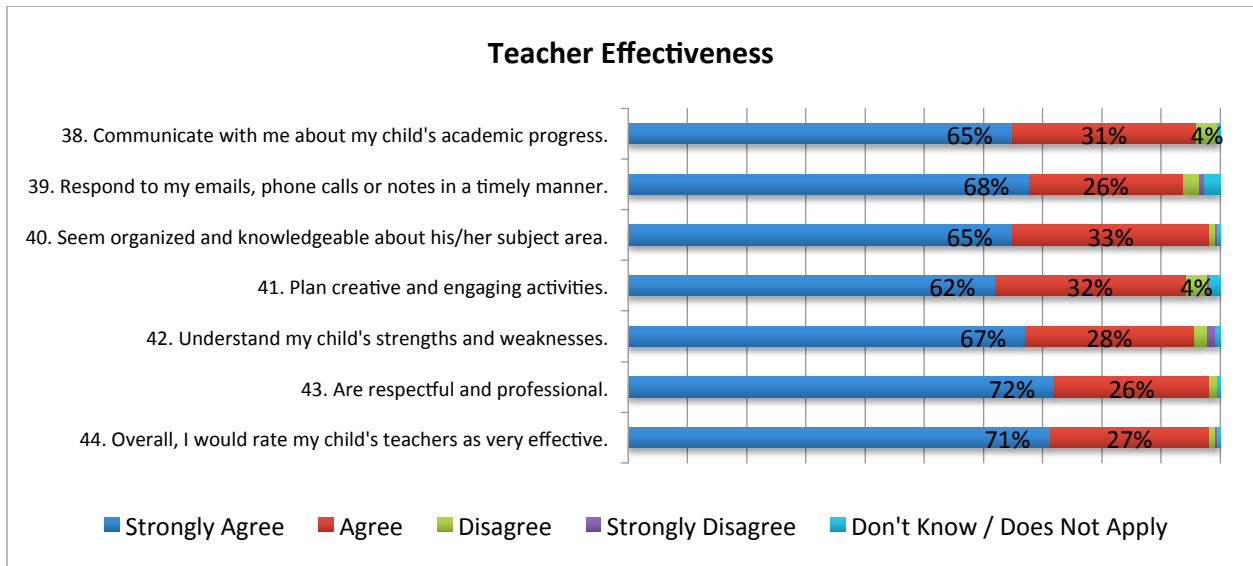 Teacher Effectiveness
38. Communicate with me about my child's academic progress.
65% 31% 4%
39. Respond to my emails, phone calls or notes in a timely manner.
68% 26%
40. Seem organized and knowledgeable about his/her subject area.
65% 33%
41. Plan creative and engaging activities.
62% 32% 4%
42. Understand my child's strengths and weaknesses.
67% 28%
43. Are respectful and professional.
72% 26%
44. Overall, I would rate my child's teachers as very effective.
71% 27%
Strongly Agree Agree Disagree Strongly Disagree Don't Know / Does Not Apply